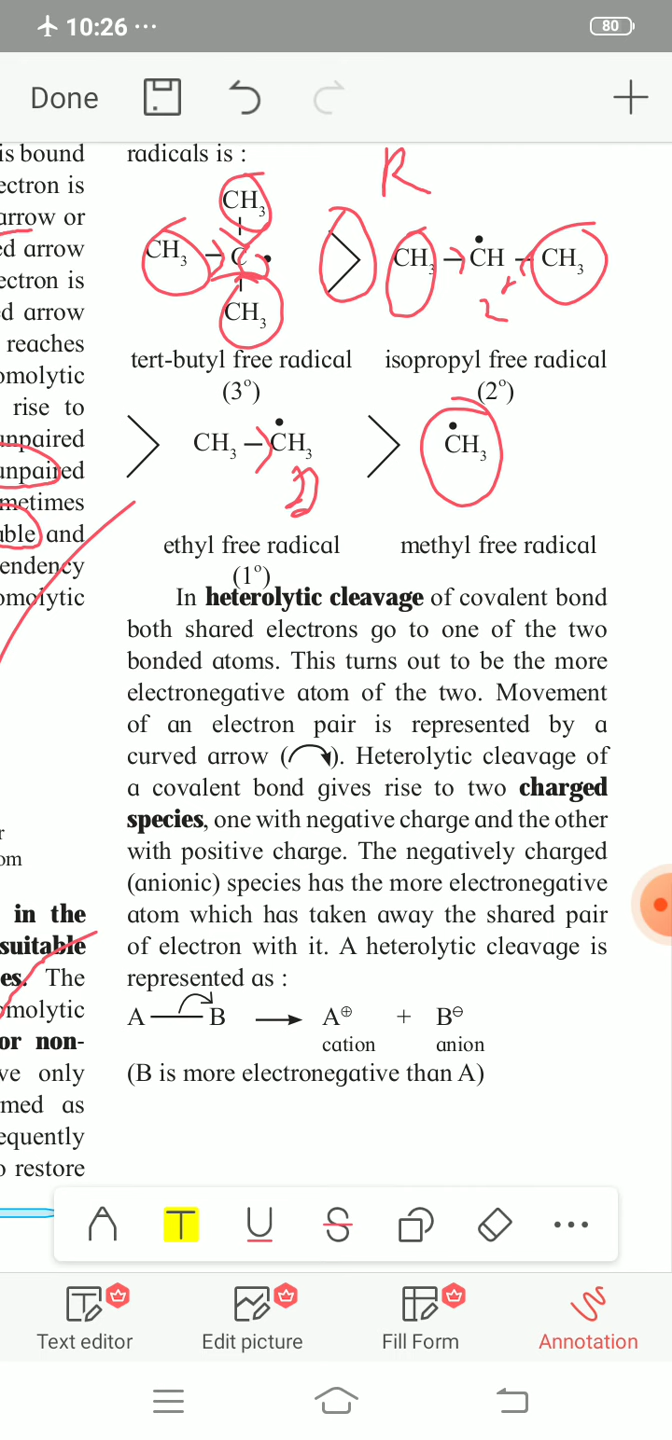 10:26 ...
80
Done
is bound
ectron is
arrow or
ed arrow
ectron is
d arrow
reaches
omolytic
rise to
unpaired
unpaired
metimes
able and
endency
omolytic
r
om
in the
suitable
es. The
omolytic
or non-
ve only
med as
equently
o restore
radicals is :
R
CH₃
CH₃ – C •
CH₃
>
CH₃ – ĊH – CH₃
2
tert-butyl free radical
isopropyl free radical
(3°)
(2°)
> CH₃ – ĊH₃ > ĊH₃
ethyl free radical
methyl free radical
(1°)
In heterolytic cleavage of covalent bond
both shared electrons go to one of the two
bonded atoms. This turns out to be the more
electronegative atom of the two. Movement
of an electron pair is represented by a
curved arrow ( ). Heterolytic cleavage of
a covalent bond gives rise to two charged
species, one with negative charge and the other
with positive charge. The negatively charged
(anionic) species has the more electronegative
atom which has taken away the shared pair
of electron with it. A heterolytic cleavage is
represented as :
A — B → A⊕ + B⊖
cation anion
(B is more electronegative than A)
T U S ...
Text editor
Edit picture
Fill Form
Annotation